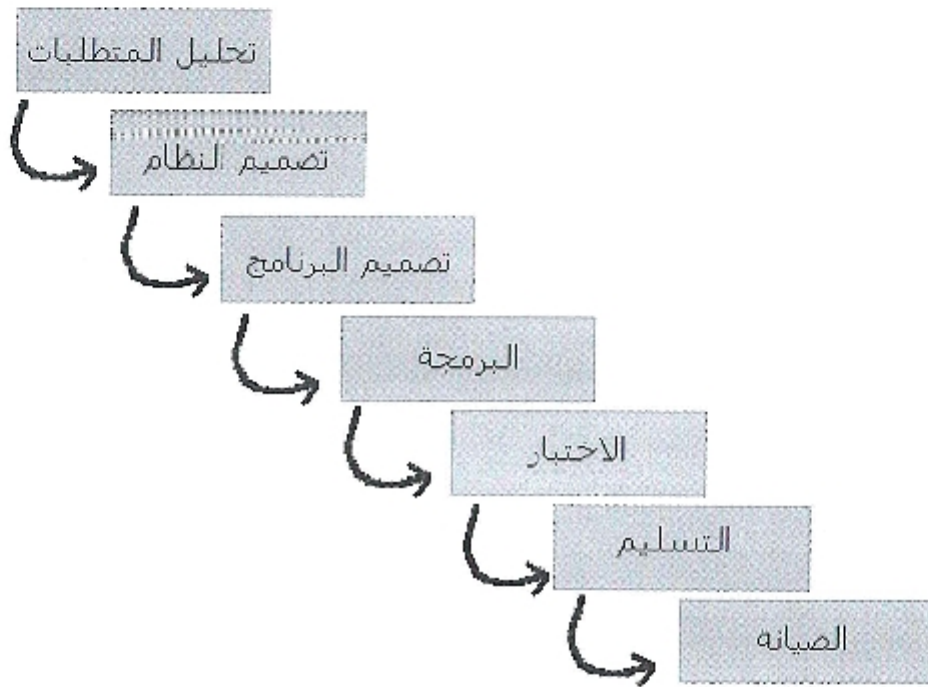 تحليل المتطلبات
تصميم النظام
تصميم البرنامج
البرمجة
الاختبار
التسليم
الصيانه